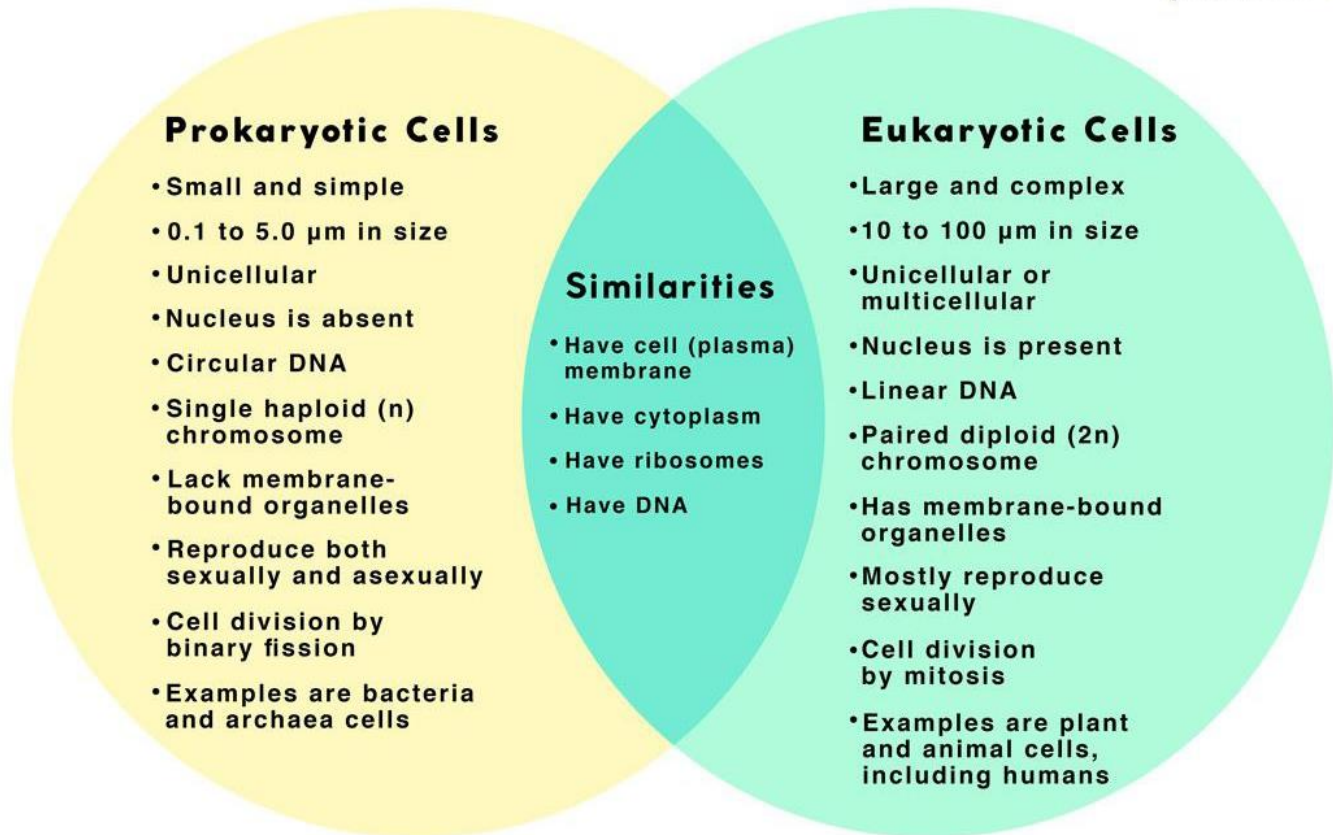 Prokaryotic Cells
• Small and simple
• 0.1 to 5.0 µm in size
• Unicellular
• Nucleus is absent
• Circular DNA
• Single haploid (n)
chromosome
• Lack membrane-
bound organelles
• Reproduce both
sexually and asexually
• Cell division by
binary fission
• Examples are bacteria
and archaea cells
Similarities
• Have cell (plasma)
membrane
• Have cytoplasm
• Have ribosomes
• Have DNA
Eukaryotic Cells
• Large and complex
• 10 to 100 µm in size
• Unicellular or
multicellular
• Nucleus is present
• Linear DNA
• Paired diploid (2n)
chromosome
• Has membrane-bound
organelles
• Mostly reproduce
sexually
• Cell division
by mitosis
• Examples are plant
and animal cells,
including humans